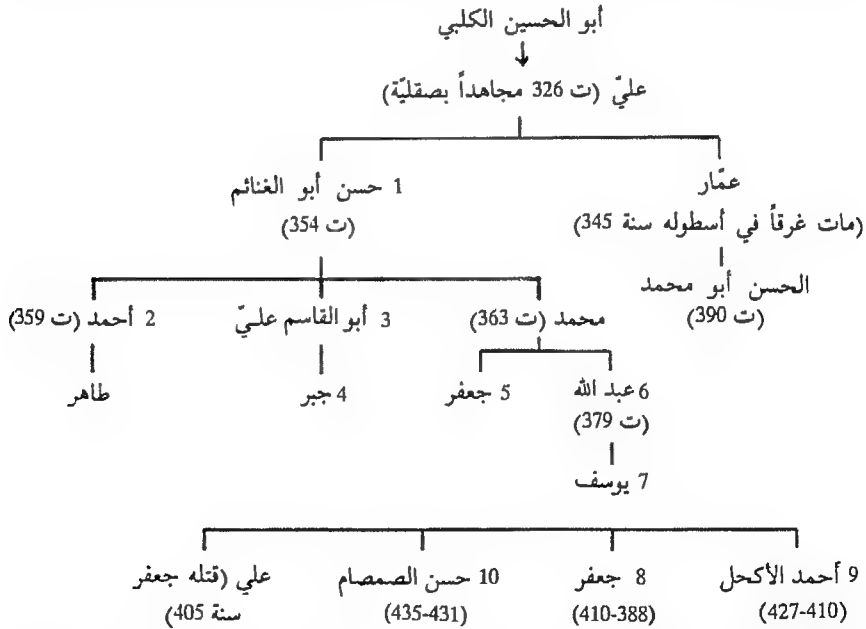 أبو الحسين الكلبي
عليّ (ت 326 مجاهداً بصقليّة)
عمّار
1 حسن أبو الغنائم
(مات غرقاً في أسطوله سنة 345)
(ت 354)
الحسن أبو محمد
(ت 390)
محمد (ت 363)
3 أبو القاسم عليّ
2 أحمد (ت 359)
6 عبد الله
5 جعفر
4 جبر
طاهر
(ت 379)
7 يوسف
9 أحمد الأكحل
8 جعفر
10 حسن الصمصام
علي (قتله جعفر
(427-410)
(410-388)
(435-431)
سنة 405)